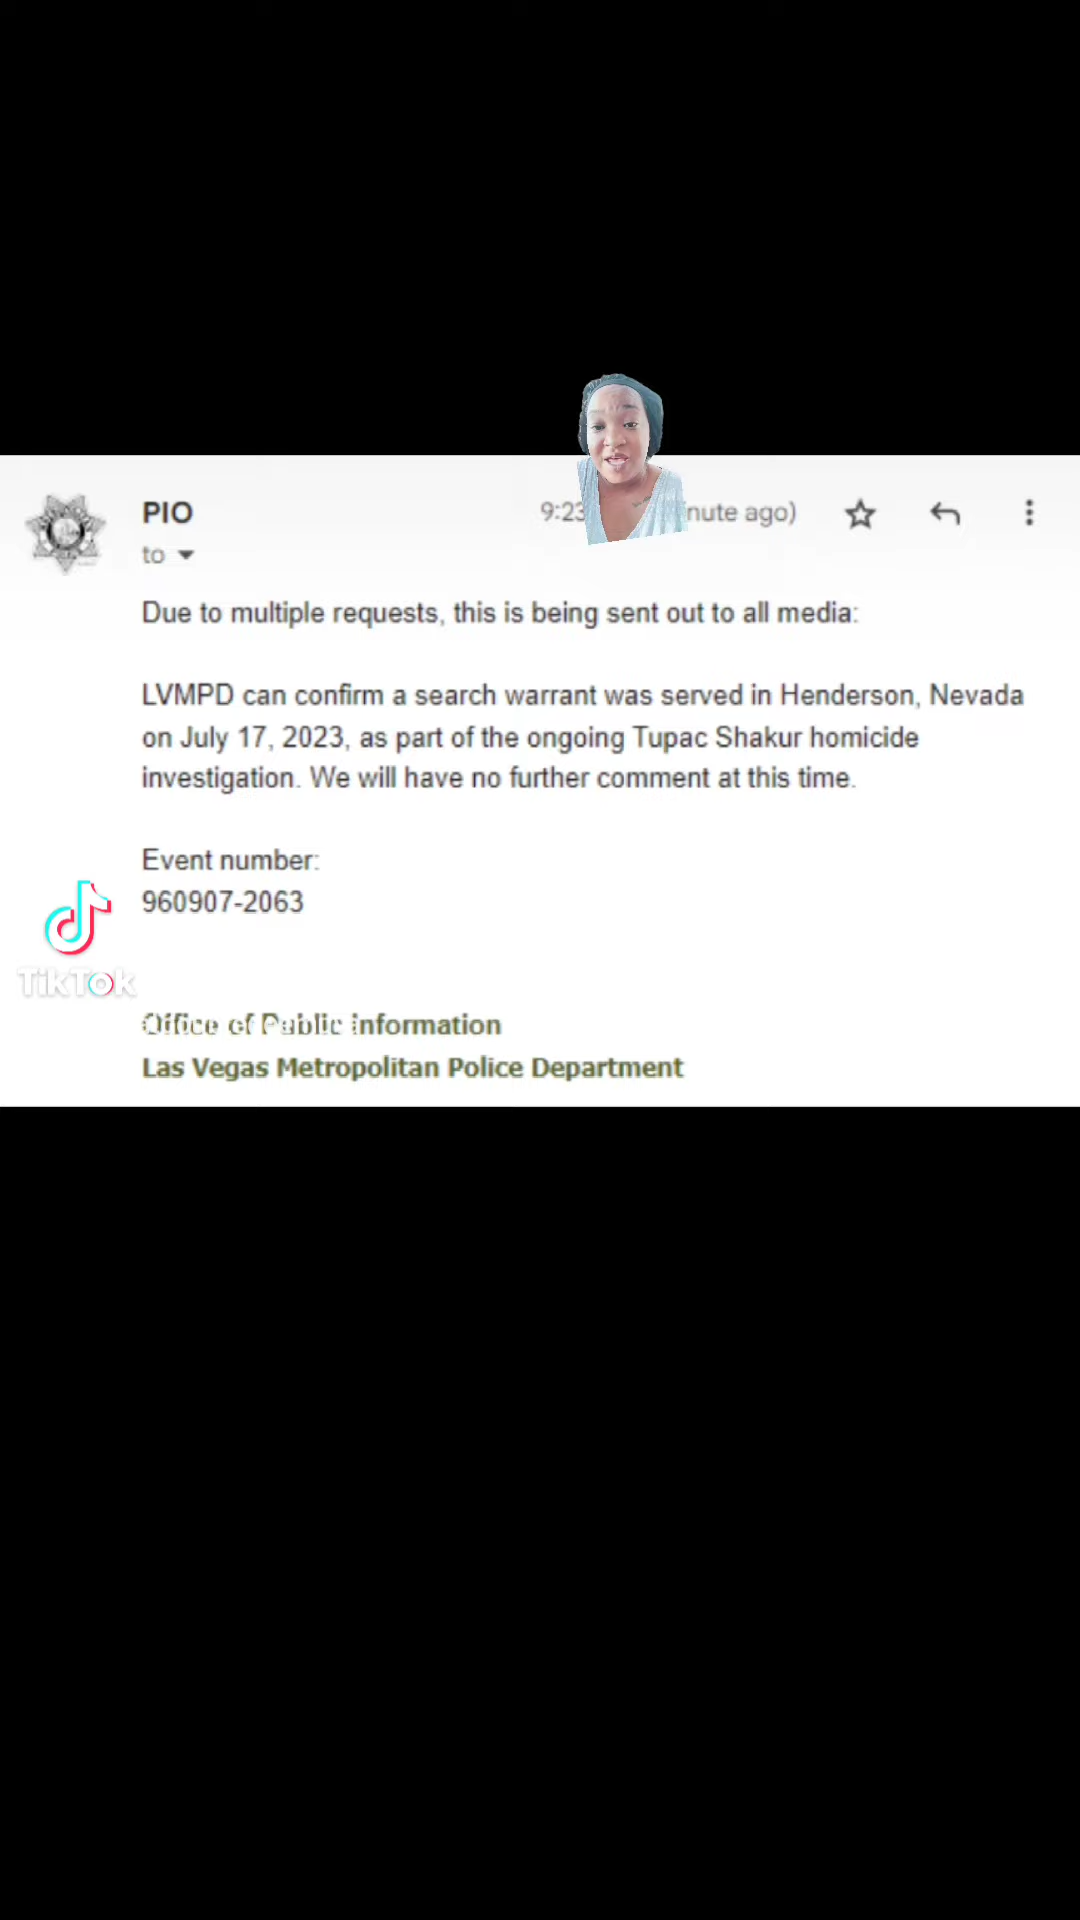 PIO
9:23 nute ago)
to
Due to multiple requests, this is being sent out to all media:
LVMPD can confirm a search warrant was served in Henderson, Nevada
on July 17, 2023, as part of the ongoing Tupac Shakur homicide
investigation. We will have no further comment at this time.
Event number:
960907-2063
TikTok
Office of Public information
Las Vegas Metropolitan Police Department